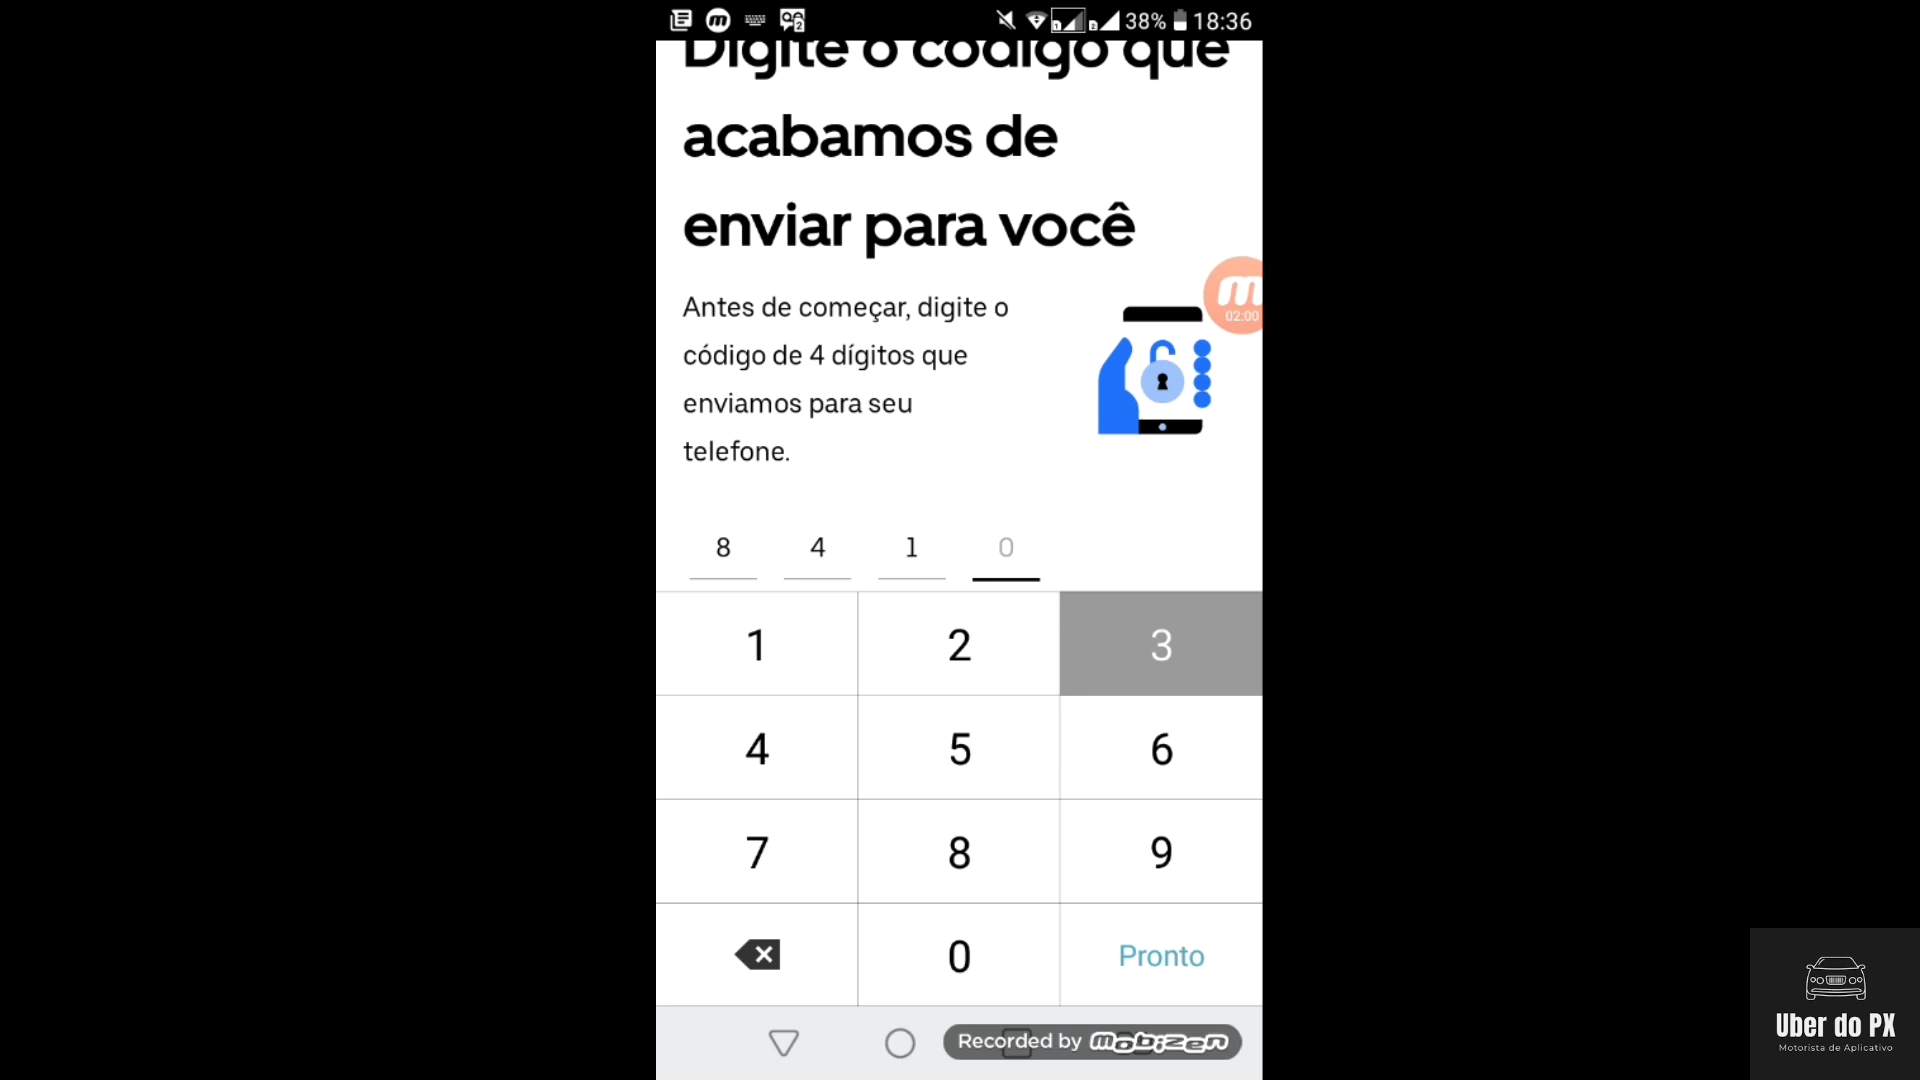 38% 18:36
Digite o código que
acabamos de
enviar para você
02:00
Antes de começar, digite o
código de 4 dígitos que
enviamos para seu
telefone.
8 4 1 0
1 2 3
4 5 6
7 8 9
0 Pronto
Recorded by mobizen
Uber do PX
Motorista de Aplicativo